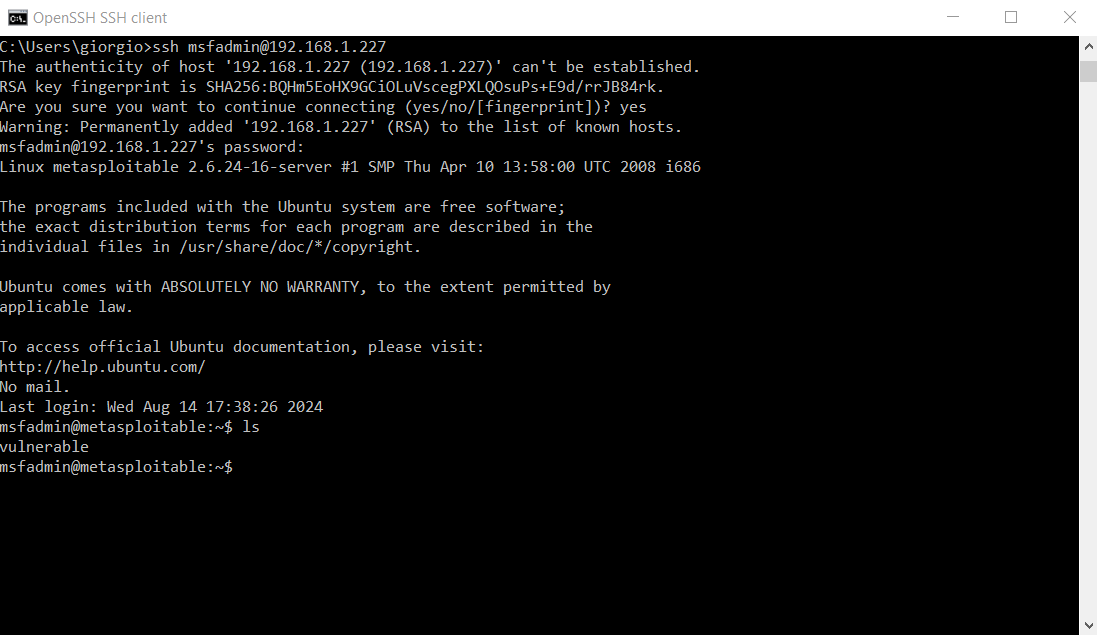 OpenSSH SSH client
C:\Users\giorgio>ssh msfadmin@192.168.1.227
The authenticity of host '192.168.1.227 (192.168.1.227)' can't be established.
RSA key fingerprint is SHA256:BQHm5EoHX9GCiOLuVscegPXLQOsuPs+E9d/rrJB84rk.
Are you sure you want to continue connecting (yes/no/[fingerprint])? yes
Warning: Permanently added '192.168.1.227' (RSA) to the list of known hosts.
msfadmin@192.168.1.227's password:
Linux metasploitable 2.6.24-16-server #1 SMP Thu Apr 10 13:58:00 UTC 2008 i686

The programs included with the Ubuntu system are free software;
the exact distribution terms for each program are described in the
individual files in /usr/share/doc/*/copyright.

Ubuntu comes with ABSOLUTELY NO WARRANTY, to the extent permitted by
applicable law.

To access official Ubuntu documentation, please visit:
http://help.ubuntu.com/
No mail.
Last login: Wed Aug 14 17:38:26 2024
msfadmin@metasploitable:~$ ls
vulnerable
msfadmin@metasploitable:~$